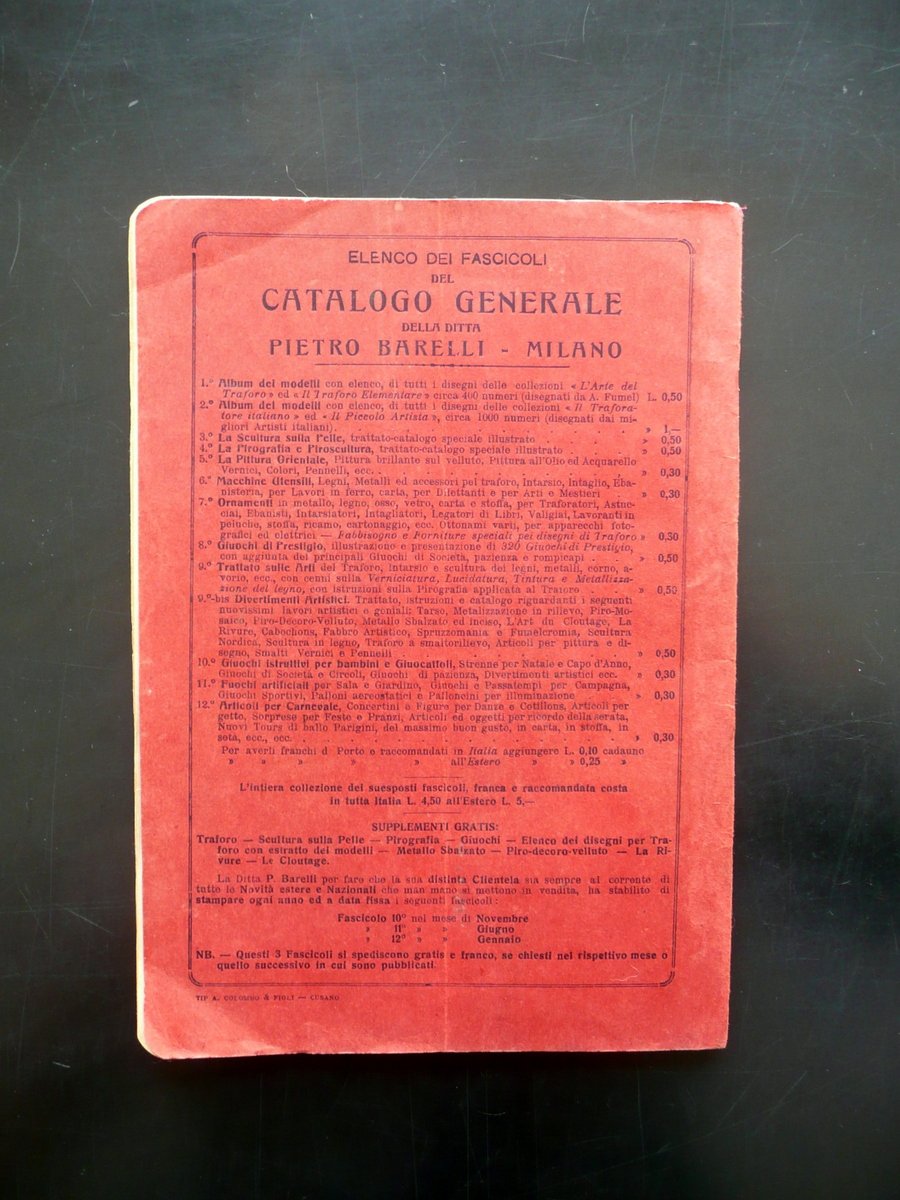 ELENCO DEI FASCICOLI
DEL
CATALOGO GENERALE
DELLA DITTA
PIETRO BARELLI - MILANO
1.° Album dei modelli con elenco, di tutti i disegni delle collezioni « L'Arte del
Traforo » ed « Il Traforo Elementare » circa 400 numeri (disegnati da A. Fumel) L. 0,50
2.° Album dei modelli con elenco, di tutti i disegni delle collezioni « Il Trafora-
tore italiano » ed « Il Piccolo Artista », circa 1000 numeri (disegnati dai mi-
gliori Artisti italiani). . . . . . . . . . . » 1,—
3.° La Scultura sulla Pelle, trattato-catalogo speciale illustrato . . . . » 0,50
4.° La Pirografia e Piroscultura, trattato-catalogo speciale illustrato . . . » 0,50
5.° La Pittura Orientale, Pittura brillante sul velluto, Pittura all'Olio ed Acquarello
Vernici, Colori, Pennelli, ecc. . . . . . . . . . » 0,30
6.° Macchine Utensili, Legni, Metalli ed accessori pel traforo, Intarsio, Intaglio, Eba-
nisteria, per Lavori in ferro, carta, per Dilettanti e per Arti e Mestieri . . » 0,30
7.° Ornamenti in metallo, legno, osso, vetro, carta e stoffa, per Traforatori, Astuc-
ciai, Ebanisti, Intarsiatori, Intagliatori, Legatori di Libri, Valigiai, Lavoranti in
peluche, stoffa, ricamo, cartonaggio, ecc. Ottonami varii, per apparecchi foto-
grafici ed elettrici — Fabbisogno e Forniture speciali pei disegni di Traforo » 0,30
8.° Giuochi di Prestigio, illustrazione e presentazione di 320 Giuochi di Prestigio,
con aggiunta dei principali Giuochi di Società, pazienza e rompicapi . . » 0,50
9.° Trattato sulle Arti del Traforo, intarsio e scultura dei legni, metalli, corno, a-
vorio, ecc., con cenni sulla Verniciatura, Lucidatura, Tintura e Metallizza-
zione del legno, con istruzioni sulla Pirografia applicata al Traforo . . » 0,50
9.°-bis Divertimenti Artistici. Trattato, istruzioni e catalogo riguardanti i seguenti
nuovissimi lavori artistici e geniali: Tarso, Metalizzazione in rilievo, Piro-Mo-
saico, Piro-Decoro-Velluto, Metallo Sbalzato ed inciso, L'Art du Cloutage, La
Rivure, Cabochons, Fabbro Artistico, Spruzzomania e Fumelcromia, Scultura
Nordica, Scultura in legno, Traforo a smaltorilievo, Articoli per pittura e di-
segno, Smalti Vernici e Pennelli . . . . . . . . » 0,50
10.° Giuochi istruttivi per bambini e Giuocattoli, Strenne per Natale e Capo d'Anno,
Giuochi di Società e Circoli, Giuochi di pazienza, Divertimenti artistici ecc. » 0,30
11.° Fuochi artificiali per Sala e Giardino, Giuochi e Passatempi per Campagna,
Giuochi Sportivi, Palloni aereostatici e Palloncini per illuminazione » 0,30
12.° Articoli per Carnevale, Concertini a Figure per Danze e Cotillons, Articoli per
getto, Sorprese per Feste e Pranzi, Articoli ed oggetti per ricordo della serata,
Nuovi Tours di ballo Parigini, del massimo buon gusto, in carta, in stoffa, in
seta, ecc., ecc. . . . . . . . . . . . » 0,30
Per averli franchi d Porto e raccomandati in Italia aggiungere L. 0,10 cadauno
» » » » » all'Estero » » 0,25 »
L'intiera collezione dei suesposti fascicoli, franca e raccomandata costa
in tutta Italia L. 4,50 all'Estero L. 5.—
SUPPLEMENTI GRATIS:
Traforo — Scultura sulla Pelle — Pirografia — Giuochi — Elenco dei disegni per Tra-
foro con estratto dei modelli — Metallo Sbalzato — Piro-decoro-velluto — La Ri-
vure — Le Cloutage.
La Ditta P. Barelli per fare che la sua distinta Clientela sia sempre al corrente di
tutte le Novità estere e Nazionali che man mano si mettono in vendita, ha stabilito di
stampare ogni anno ed a data fissa i seguenti fascicoli:
Fascicolo 10° nel mese di Novembre
» 11° » » Giugno
» 12° » » Gennaio
NB. — Questi 3 Fascicoli si spediscono gratis e franco, se chiesti nel rispettivo mese o
quello successivo in cui sono pubblicati.
TIP A. COLOMBO & FIGLI — CUSANO